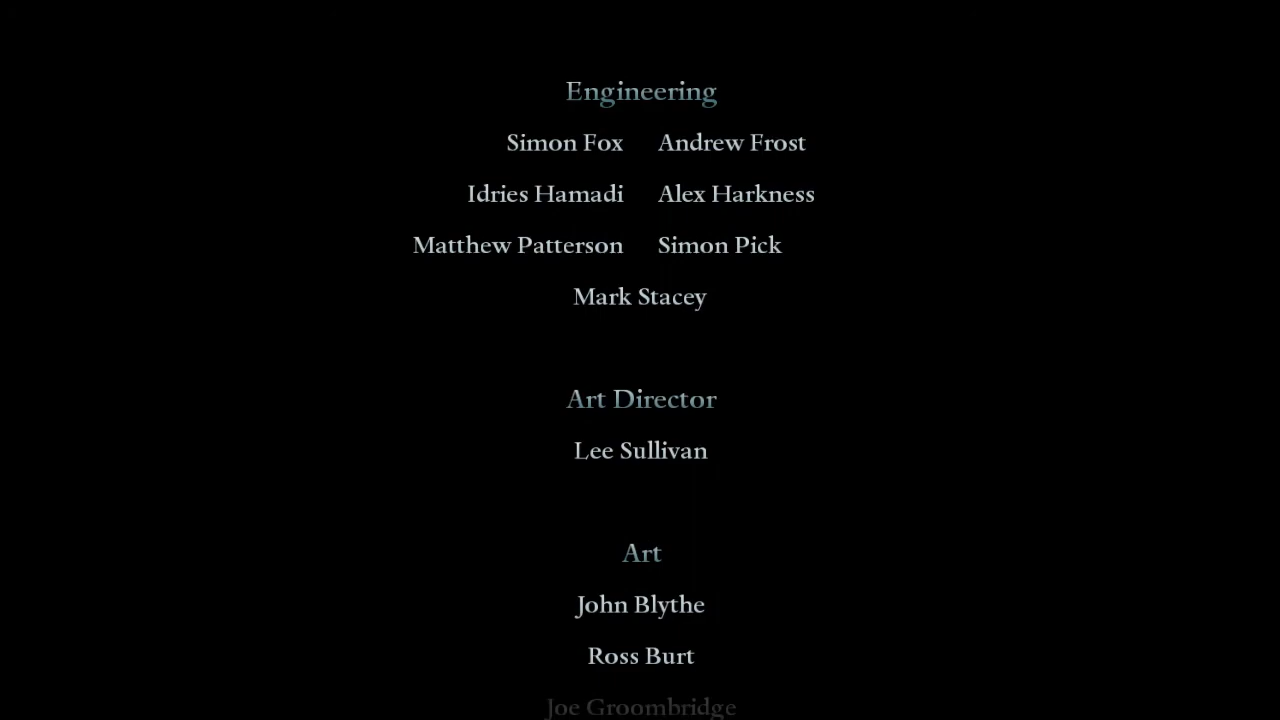 Engineering
Simon Fox Andrew Frost
Idries Hamadi Alex Harkness
Matthew Patterson Simon Pick
Mark Stacey
Art Director
Lee Sullivan
Art
John Blythe
Ross Burt
Joe Groombridge